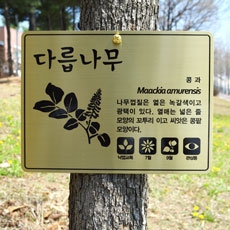 다릅나무
콩 과
Maackia amurensis
나무껍질은 엷은 녹갈색이고
광택이 있다. 열매는 넓은 줄
모양의 꼬투리 이고 씨앗은 콩팥
모양이다.
낙엽교목 7월 9월 관상용